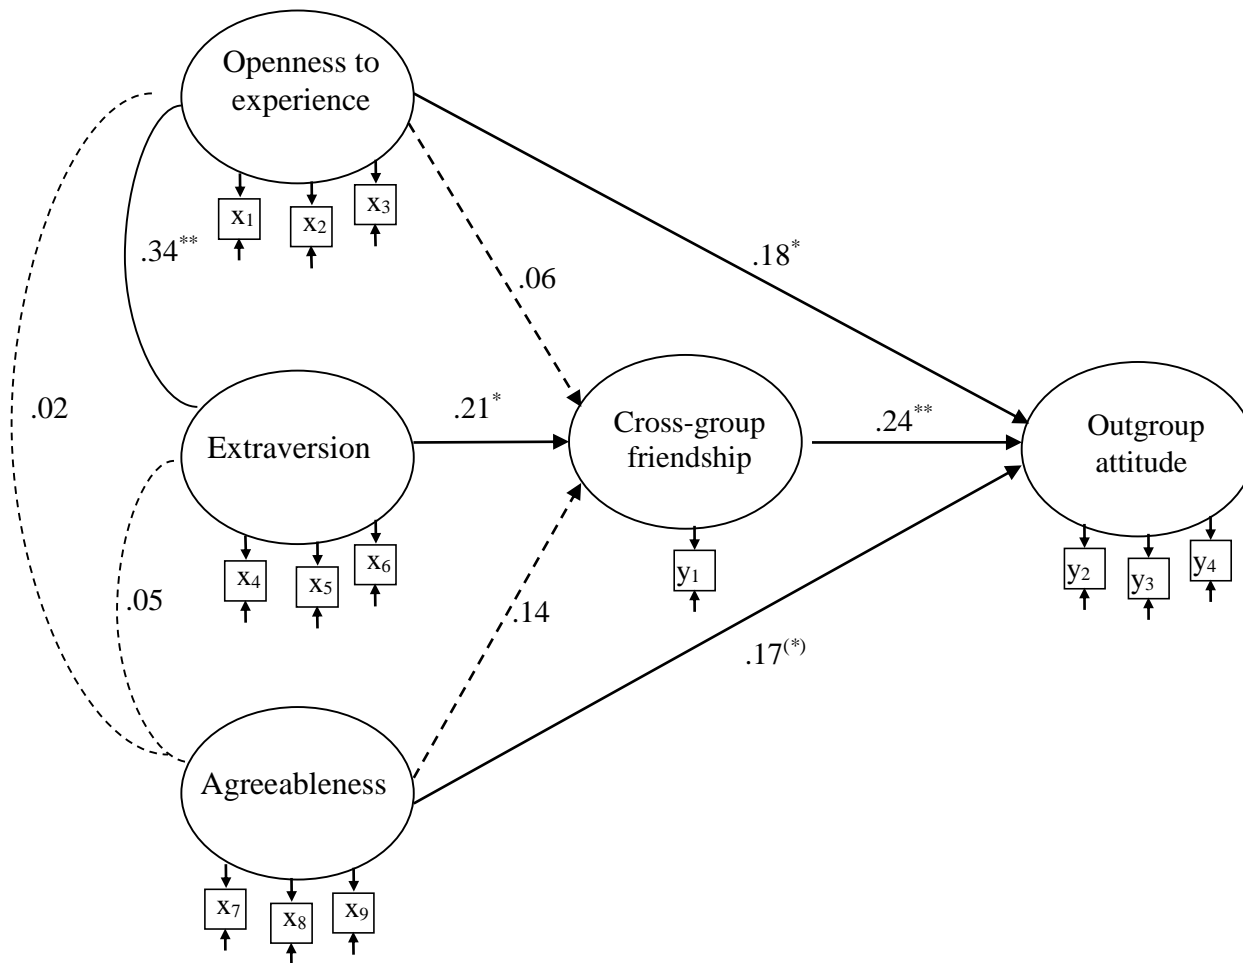 Openness to
experience
x1
x2
x3
.34**
.18*
.06
.02
Extraversion
.21*
Cross-group
friendship
.24**
Outgroup
attitude
x4
x5
x6
y1
y2
y3
y4
.05
.14
.17(*)
Agreeableness
x7
x8
x9